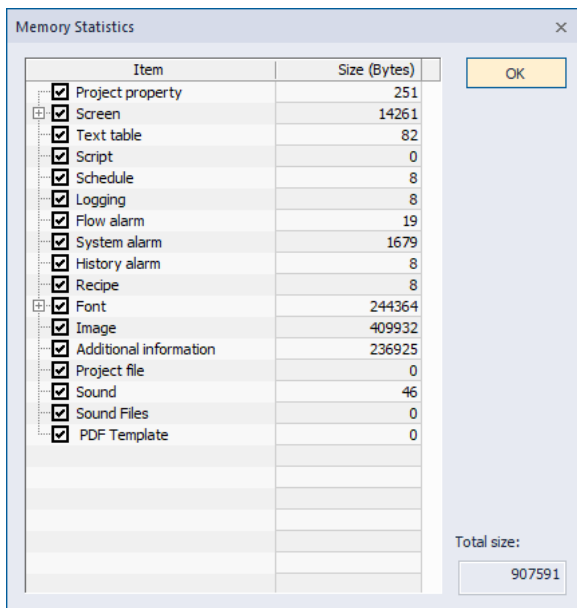 Memory Statistics
Item Size (Bytes)
Project property 251
Screen 14261
Text table 82
Script 0
Schedule 8
Logging 8
Flow alarm 19
System alarm 1679
History alarm 8
Recipe 8
Font 244364
Image 409932
Additional information 236925
Project file 0
Sound 46
Sound Files 0
PDF Template 0
OK
Total size:
907591